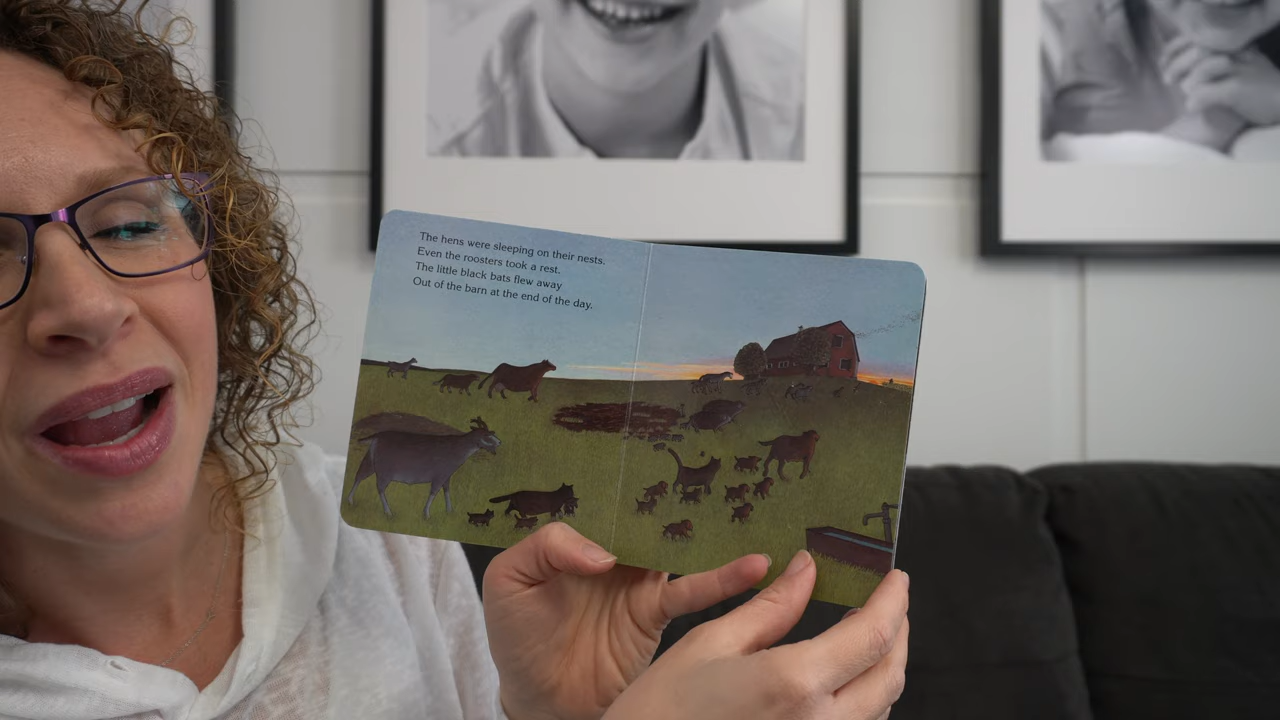 The hens were sleeping on their nests.
Even the roosters took a rest.
The little black bats flew away
Out of the barn at the end of the day.